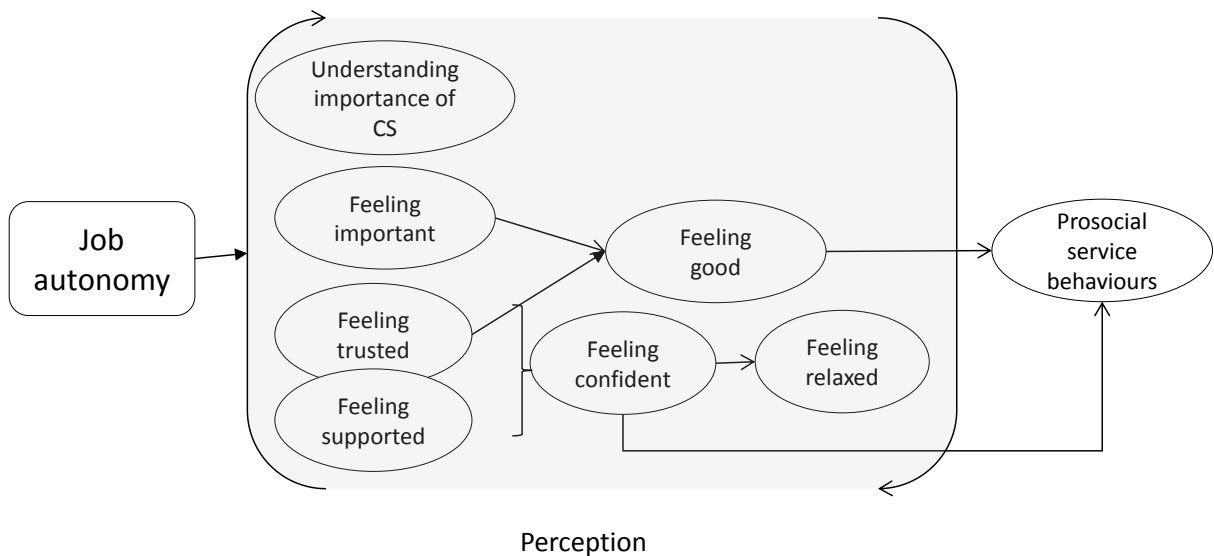 Understanding
importance of
CS
Feeling
important
Job
autonomy
Feeling
good
Prosocial
service
behaviours
Feeling
trusted
Feeling
confident
Feeling
relaxed
Feeling
supported
Perception